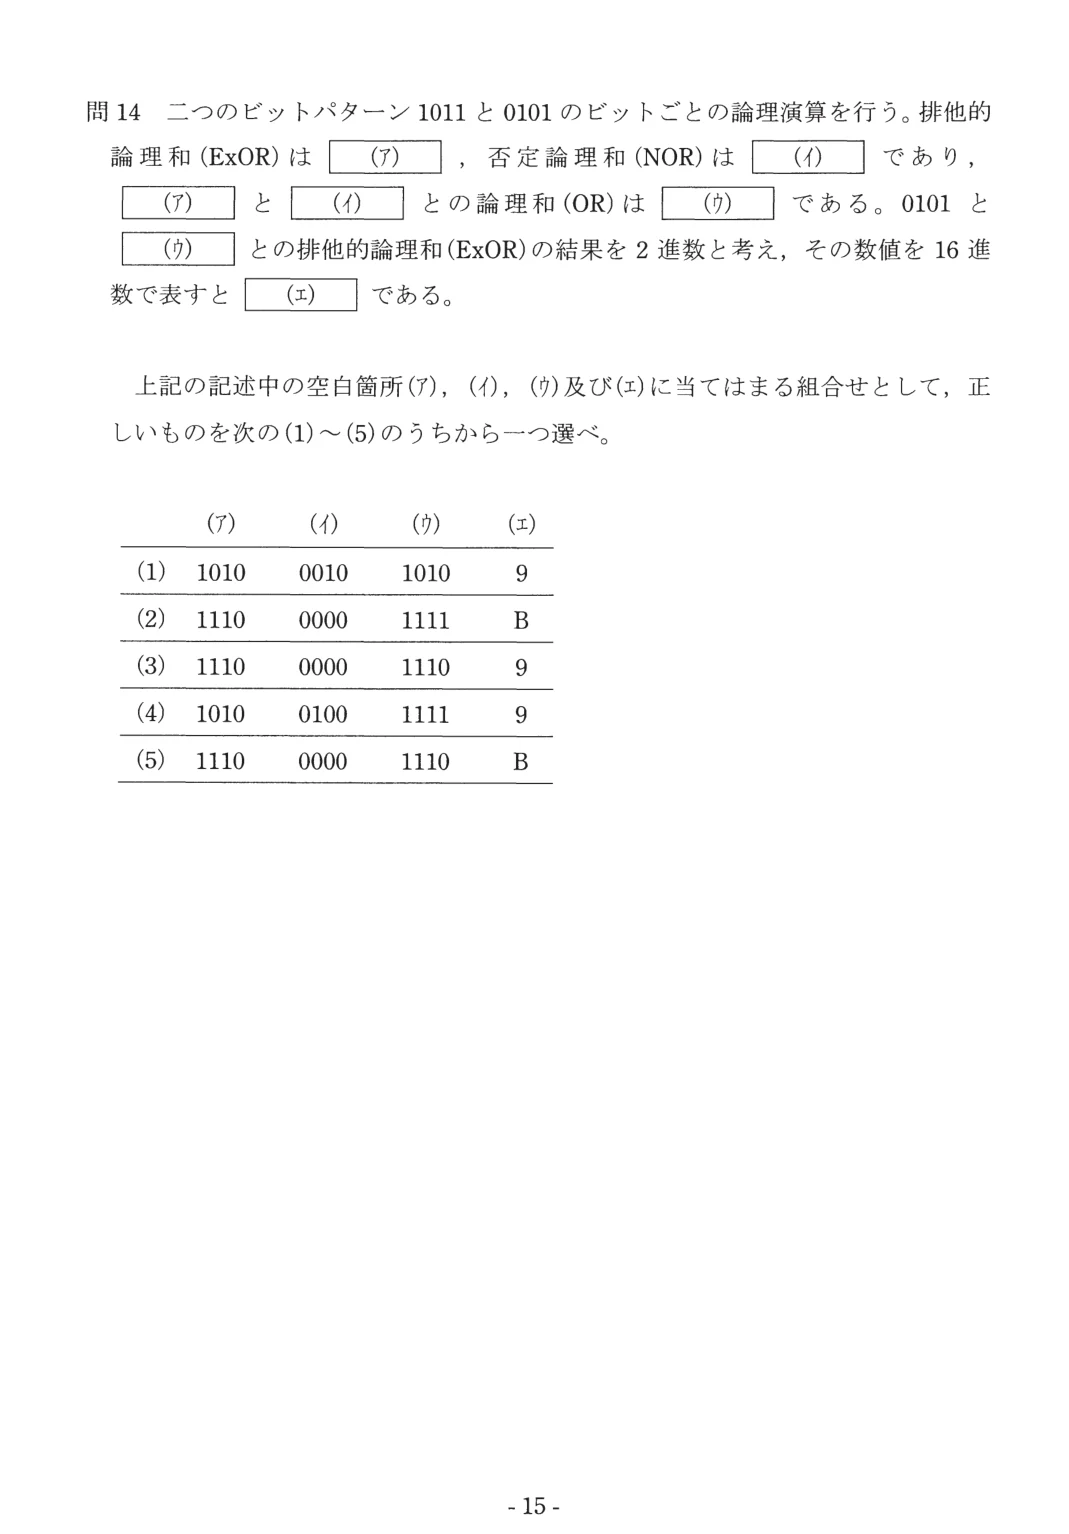 問 14　二つのビットパターン 1011 と 0101 のビットごとの論理演算を行う。排他的
論理和(ExOR)は (ア) ，否定論理和(NOR)は (イ) であり，
(ア) と (イ) との論理和(OR)は (ウ) である。0101 と
(ウ) との排他的論理和(ExOR)の結果を 2 進数と考え，その数値を 16 進
数で表すと (エ) である。
上記の記述中の空白箇所(ア)，(イ)，(ウ)及び(エ)に当てはまる組合せとして，正
しいものを次の(1)～(5)のうちから一つ選べ。
(ア) (イ) (ウ) (エ)
(1) 1010 0010 1010 9
(2) 1110 0000 1111 B
(3) 1110 0000 1110 9
(4) 1010 0100 1111 9
(5) 1110 0000 1110 B
- 15 -